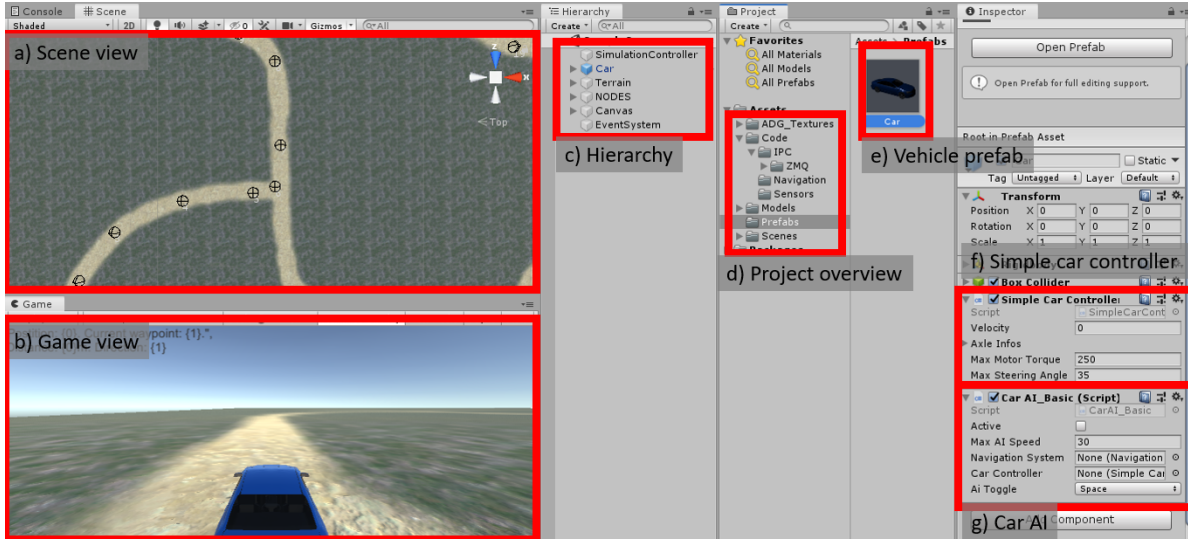 Console
Scene
Shaded
2D
0
Gizmos
All
a) Scene view
z
x
Top
Game
waypoint: {1}.",
{1}
b) Game view
Hierarchy
Create
All
SimulationController
Car
Terrain
NODES
Canvas
EventSystem
c) Hierarchy
Project
Create
Favorites
All Materials
All Models
All Prefabs
Assets
ADG_Textures
Code
IPC
ZMQ
Navigation
Sensors
Models
Prefabs
Scenes
d) Project overview
Assets
Prefabs
Car
e) Vehicle prefab
Inspector
Open Prefab
Open Prefab for full editing support.
Root in Prefab Asset
Static
Tag Untagged Layer Default
Transform
Position X 0 Y 0 Z 0
Rotation X 0 Y 0 Z 0
Scale X 1 Y 1 Z 1
f) Simple car controller
Box Collider
Simple Car Controller
Script SimpleCarCont
Velocity 0
Axle Infos
Max Motor Torque 250
Max Steering Angle 35
Car AI_Basic (Script)
Script CarAI_Basic
Active
Max AI Speed 30
Navigation System None (Navigation
Car Controller None (Simple Car
Ai Toggle Space
Component
g) Car AI